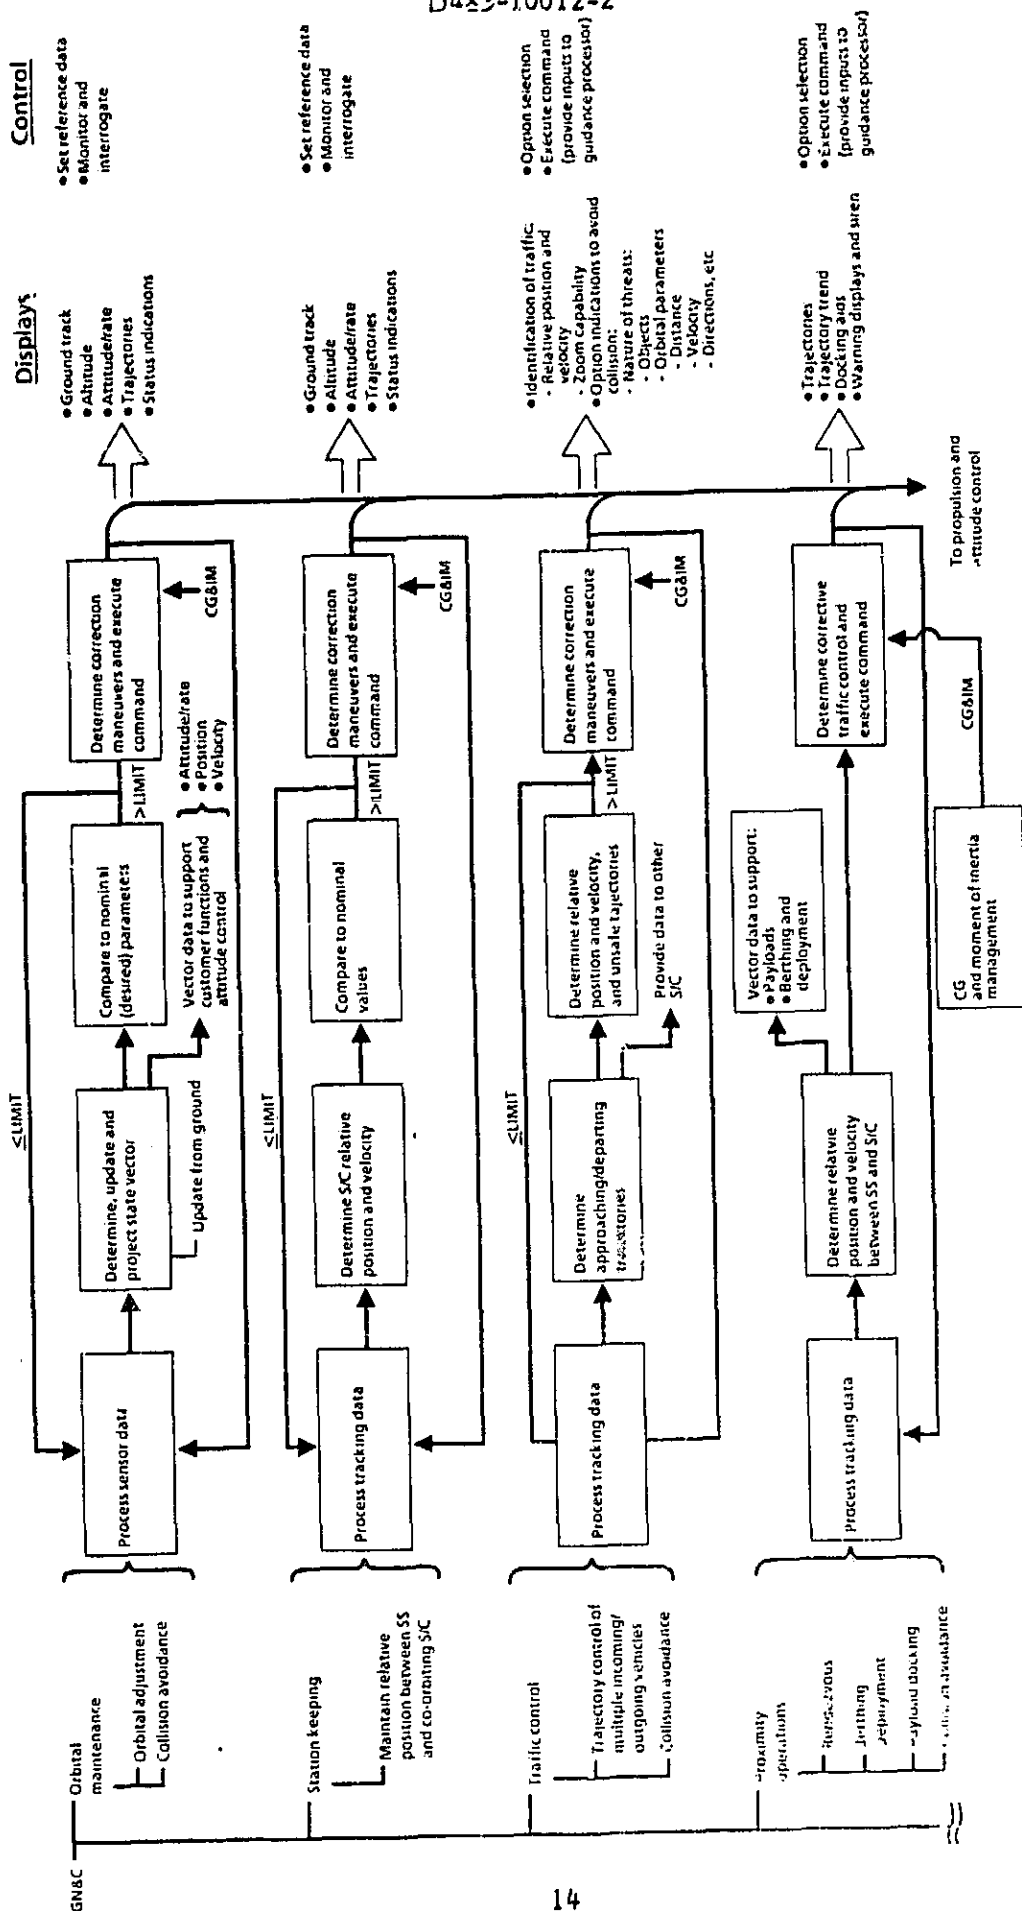 Control
Displays
GN&C
Orbital
maintenance
Orbital adjustment
Collision avoidance
Process sensor data
≤LIMIT
Determine, update and
project state vector
Update from ground
Compare to nominal
(desired) parameters
>LIMIT
Vector data to support
customer functions and
attitude control
● Attitude/rate
● Position
● Velocity
Determine correction
maneuvers and execute
command
CG&IM
● Ground track
● Altitude
● Attitude/rate
● Trajectories
● Status indications
● Set reference data
● Monitor and
interrogate
Station keeping
Maintain relative
position between SS
and co-orbiting S/C
Process tracking data
≤LIMIT
Determine S/C relative
position and velocity
Compare to nominal
values
>LIMIT
Determine correction
maneuvers and execute
command
CG&IM
● Ground track
● Altitude
● Attitude/rate
● Trajectories
● Status indications
● Set reference data
● Monitor and
interrogate
Traffic control
Trajectory control of
multiple incoming/
outgoing vehicles
Collision avoidance
Process tracking data
≤LIMIT
Determine
approaching/departing
trajectories
Provide data to other
S/C
Determine relative
position and velocity,
and unsafe tajectories
>LIMIT
Determine correction
maneuvers and execute
command
CG&IM
● Identification of traffic:
- Relative position and
velocity
- Zoom capability
● Option indications to avoid
collision:
- Nature of threats:
- Objects
- Orbital parameters
- Distance
- Velocity
- Directions, etc
● Option selection
● Execute command
(provide inputs to
guidance processor)
Proximity
operations
Rendezvous
Berthing
Deployment
Payload docking
avoidance
Process tracking data
Determine relatvie
position and velocity
between SS and S/C
Vector data to support:
● Payloads
● Berthing and
deployment
CG
and moment of inertia
management
CG&IM
Determine corrective
traffic control and
execute command
To propulsion and
attitude control
● Trajectories
● Trajectory trend
● Docking aids
● Warning displays and siren
● Option selection
● Execute command
(provide inputs to
guidance processor)
14